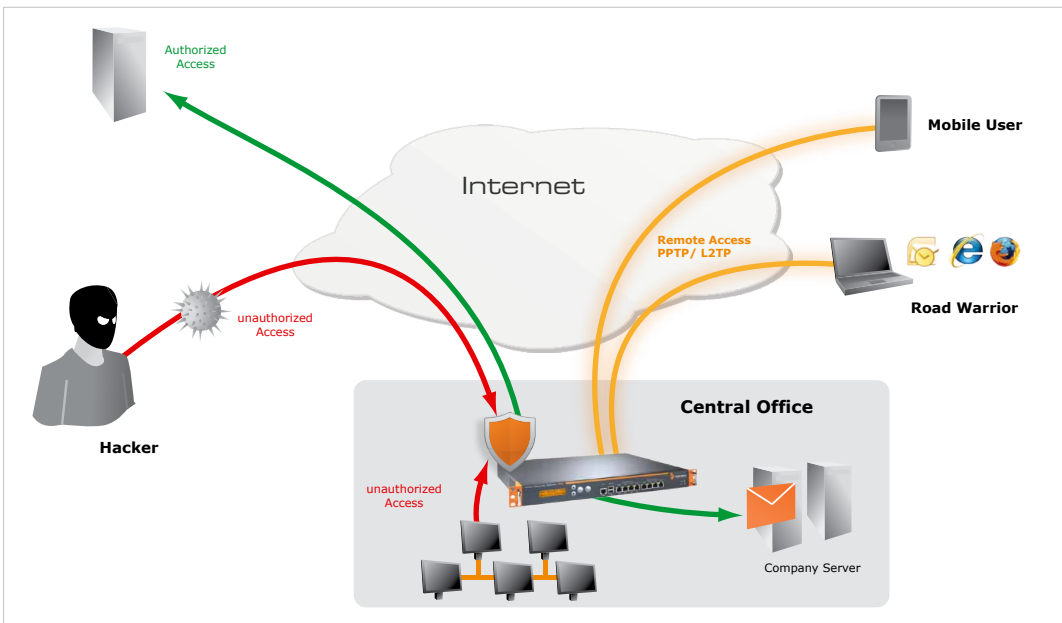 Authorized
Access
Internet
Mobile User
Remote Access
PPTP/ L2TP
Road Warrior
unauthorized
Access
Hacker
Central Office
unauthorized
Access
Company Server